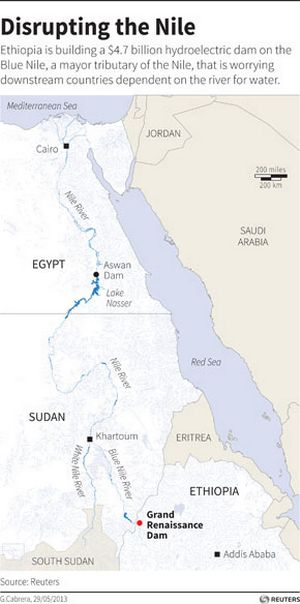 Disrupting the Nile
Ethiopia is building a $4.7 billion hydroelectric dam on the
Blue Nile, a mayor tributary of the Nile, that is worrying
downstream countries dependent on the river for water.
Mediterranean Sea
JORDAN
Cairo
200 miles
200 km
Nile River
SAUDI
ARABIA
EGYPT
Aswan
Dam
Lake
Nasser
Red Sea
Nile River
SUDAN
Khartoum
ERITREA
White Nile River
Blue Nile River
ETHIOPIA
Grand
Renaissance
Dam
SOUTH SUDAN
Addis Ababa
Source: Reuters
G.Cabrera, 29/05/2013
REUTERS